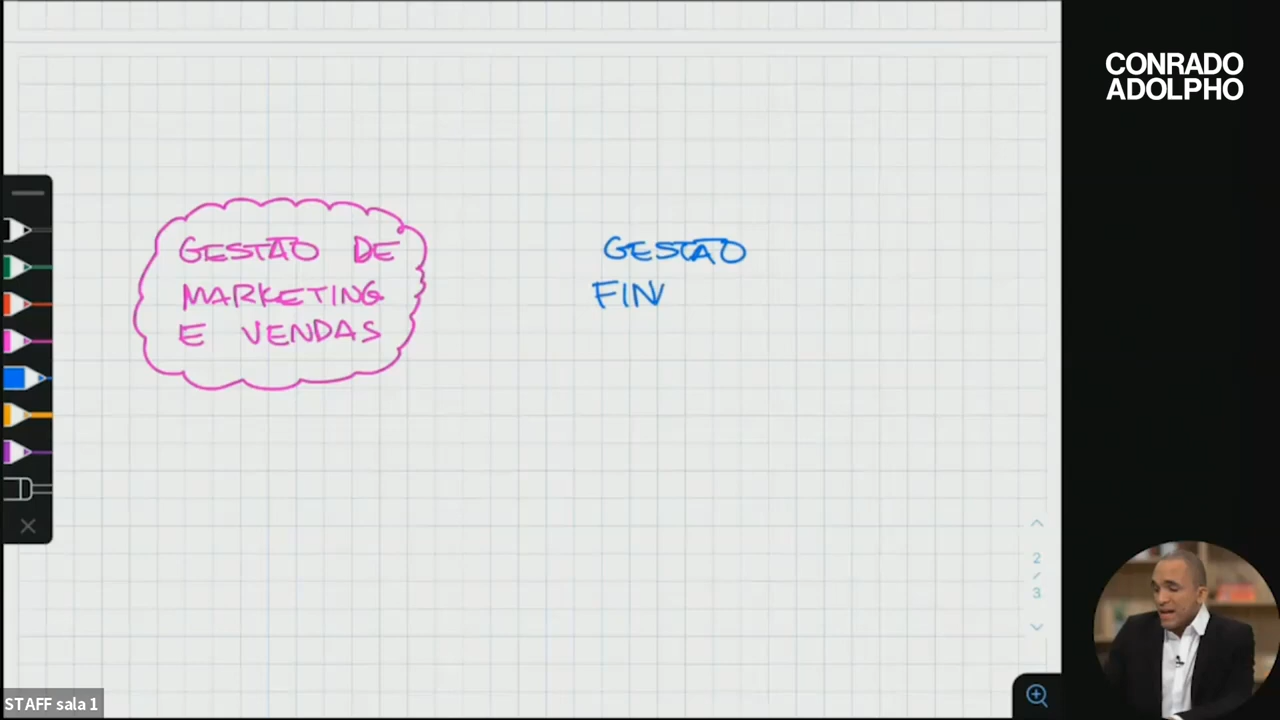 CONRADO
ADOLPHO
GESTÃO DE
MARKETING
E VENDAS
GESTÃO
FIN
2
/
3
STAFF sala 1